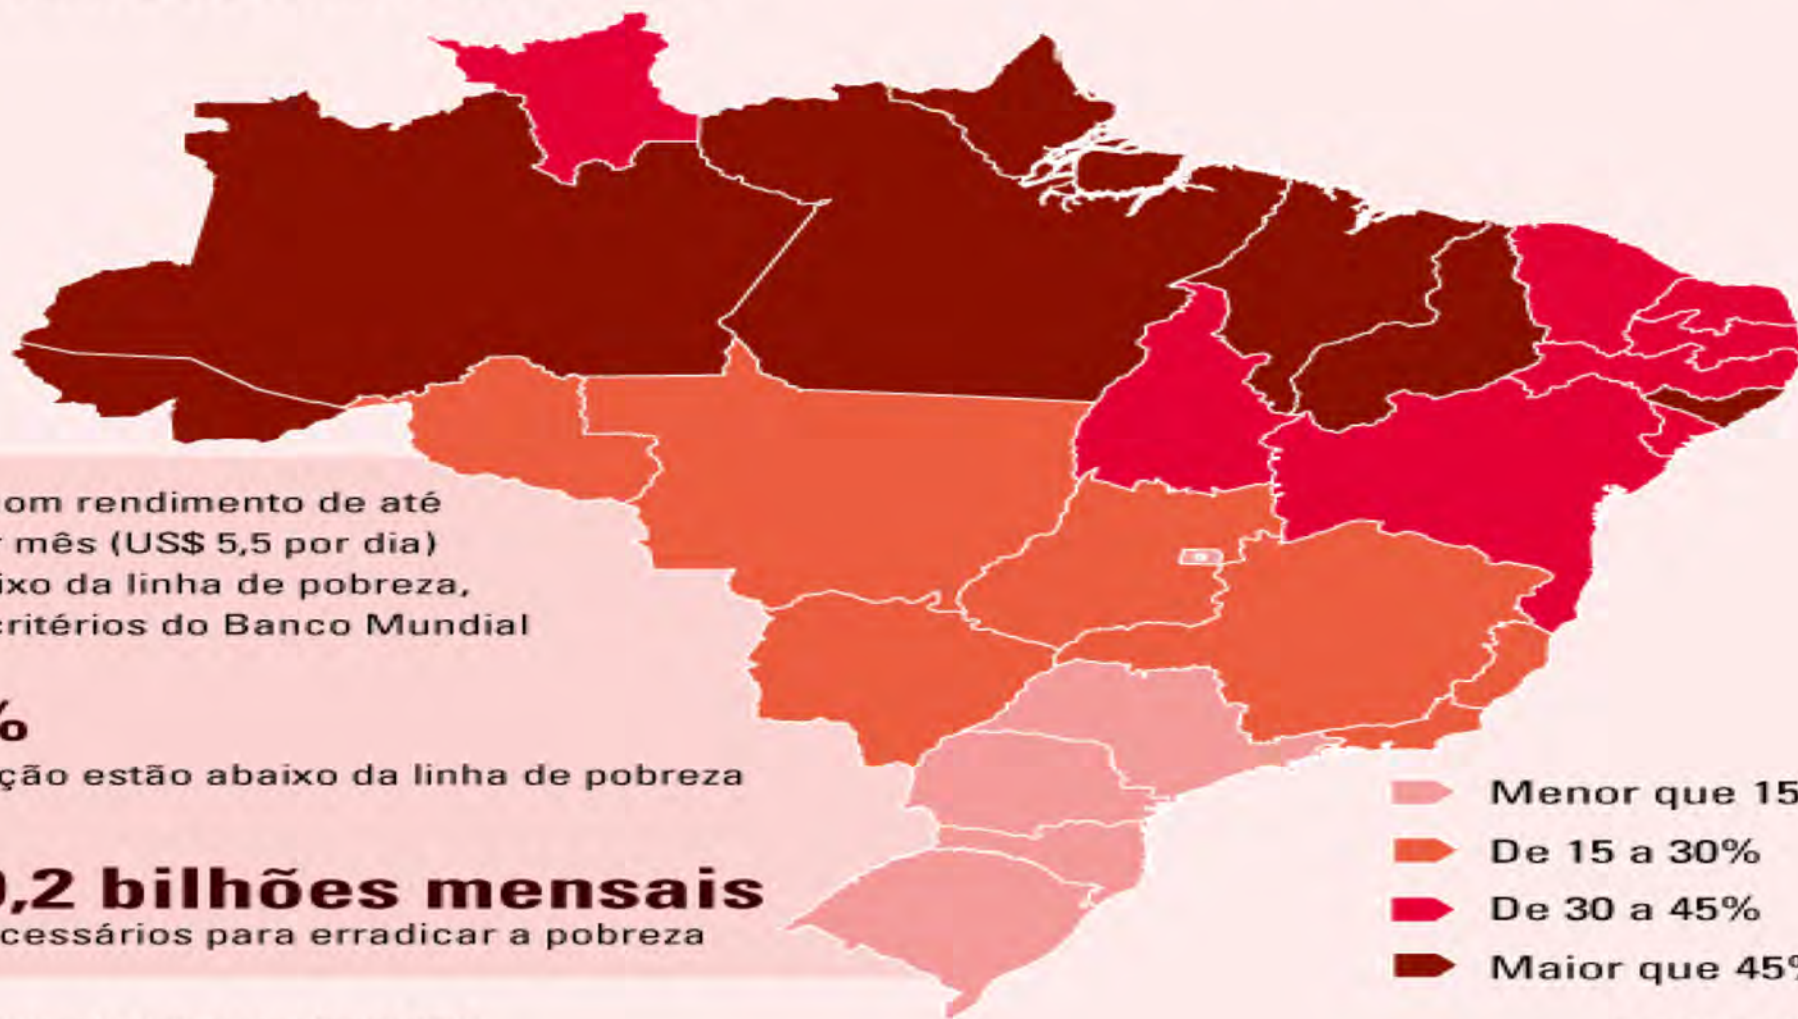 om rendimento de até
mês (US$ 5,5 por dia)
ixo da linha de pobreza,
critérios do Banco Mundial
%
ção estão abaixo da linha de pobreza
,2 bilhões mensais
cessários para erradicar a pobreza
Menor que 15
De 15 a 30%
De 30 a 45%
Maior que 45%